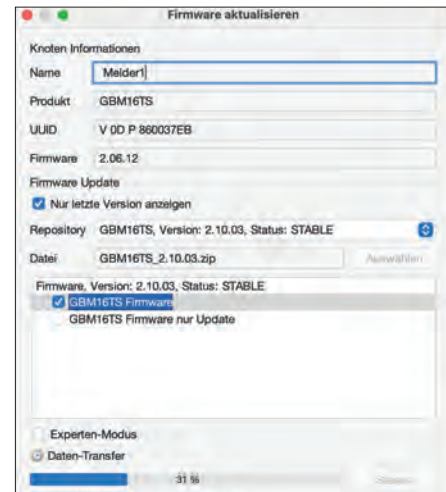 Firmware aktualisieren
Knoten Informationen
Name Melder1
Produkt GBM16TS
UUID V 0D P 860037EB
Firmware 2.06.12
Firmware Update
Nur letzte Version anzeigen
Repository GBM16TS, Version: 2.10.03, Status: STABLE
Datei GBM16TS_2.10.03.zip Auswählen
Firmware, Version: 2.10.03, Status: STABLE
GBM16TS Firmware
GBM16TS Firmware nur Update
Experten-Modus
Daten-Transfer
31 %